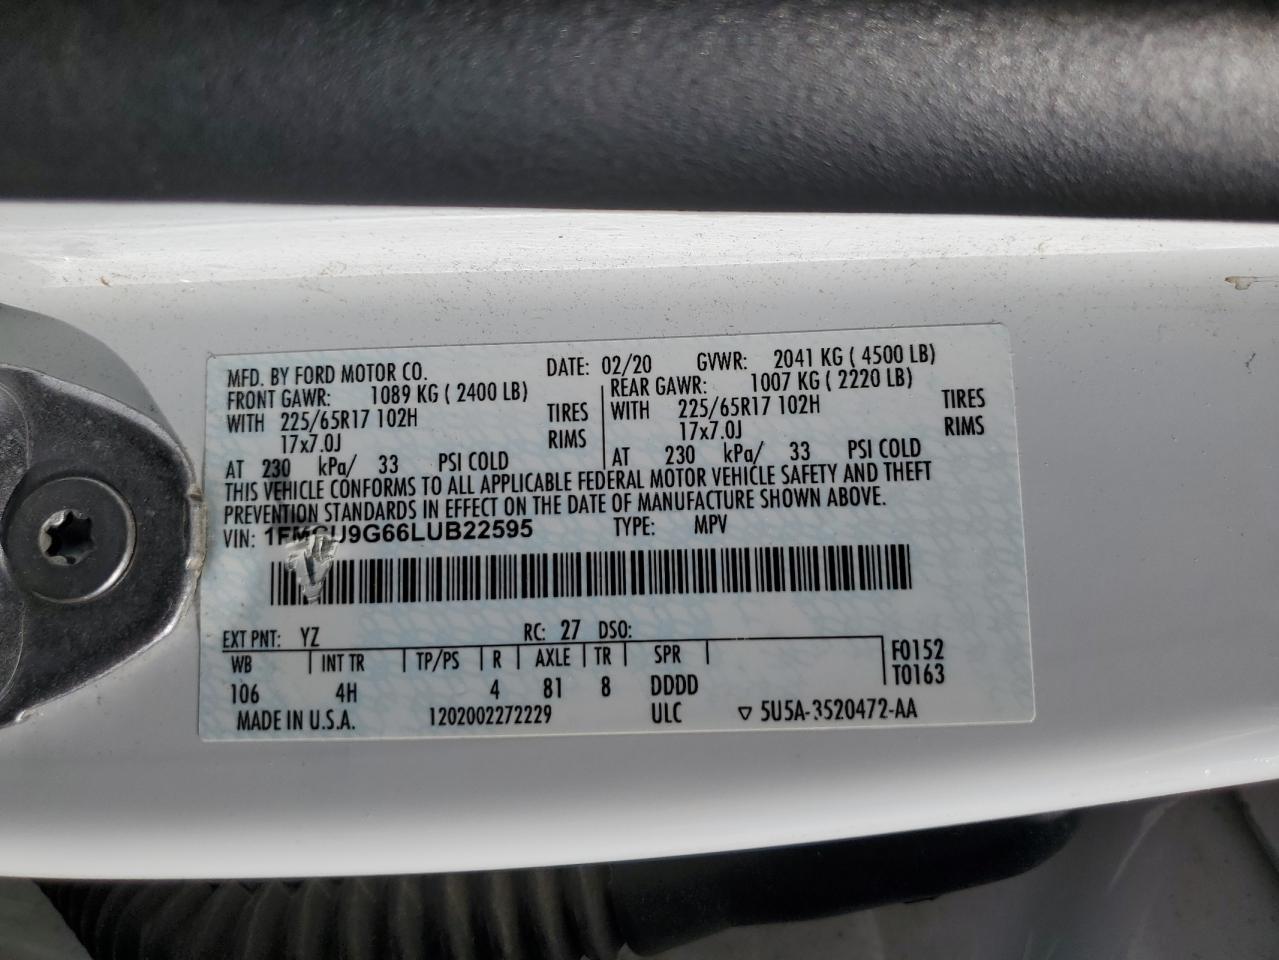 MFD. BY FORD MOTOR CO. DATE: 02/20 GVWR: 2041 KG ( 4500 LB)
FRONT GAWR: 1089 KG ( 2400 LB) REAR GAWR: 1007 KG ( 2220 LB)
WITH 225/65R17 102H TIRES WITH 225/65R17 102H TIRES
17x7.0J RIMS 17x7.0J RIMS
AT 230 kPa/ 33 PSI COLD AT 230 kPa/ 33 PSI COLD
THIS VEHICLE CONFORMS TO ALL APPLICABLE FEDERAL MOTOR VEHICLE SAFETY AND THEFT
PREVENTION STANDARDS IN EFFECT ON THE DATE OF MANUFACTURE SHOWN ABOVE.
VIN: TYPE: MPV
EXT PNT: YZ RC: 27 DSO:
WB INT TR TP/PS R AXLE TR SPR F0152
106 4H 4 81 8 DDDD T0163
MADE IN U.S.A. 1202002272229 ULC ▽ 5U5A-3520472-AA